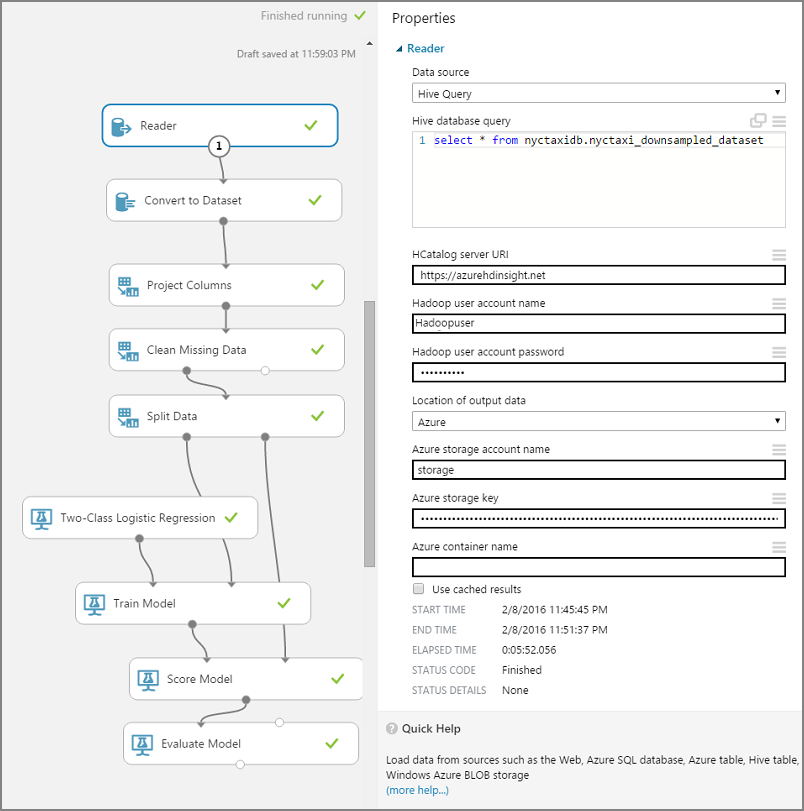 Finished running
Draft saved at 11:59:03 PM
Reader
1
Convert to Dataset
Project Columns
Clean Missing Data
Split Data
Two-Class Logistic Regression
Train Model
Score Model
Evaluate Model
Properties
Reader
Data source
Hive Query
Hive database query
1 select * from nyctaxidb.nyctaxi_downsampled_dataset
HCatalog server URI
https://azurehdinsight.net
Hadoop user account name
Hadoopuser
Hadoop user account password
••••••••••
Location of output data
Azure
Azure storage account name
storage
Azure storage key
Azure container name
Use cached results
START TIME 2/8/2016 11:45:45 PM
END TIME 2/8/2016 11:51:37 PM
ELAPSED TIME 0:05:52.056
STATUS CODE Finished
STATUS DETAILS None
? Quick Help
Load data from sources such as the Web, Azure SQL database, Azure table, Hive table,
Windows Azure BLOB storage
(more help...)